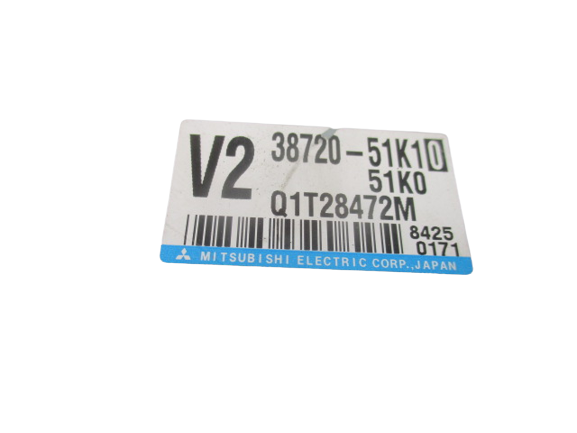 V2 38720-51K10
51K0
Q1T28472M
8425
0171
MITSUBISHI ELECTRIC CORP., JAPAN